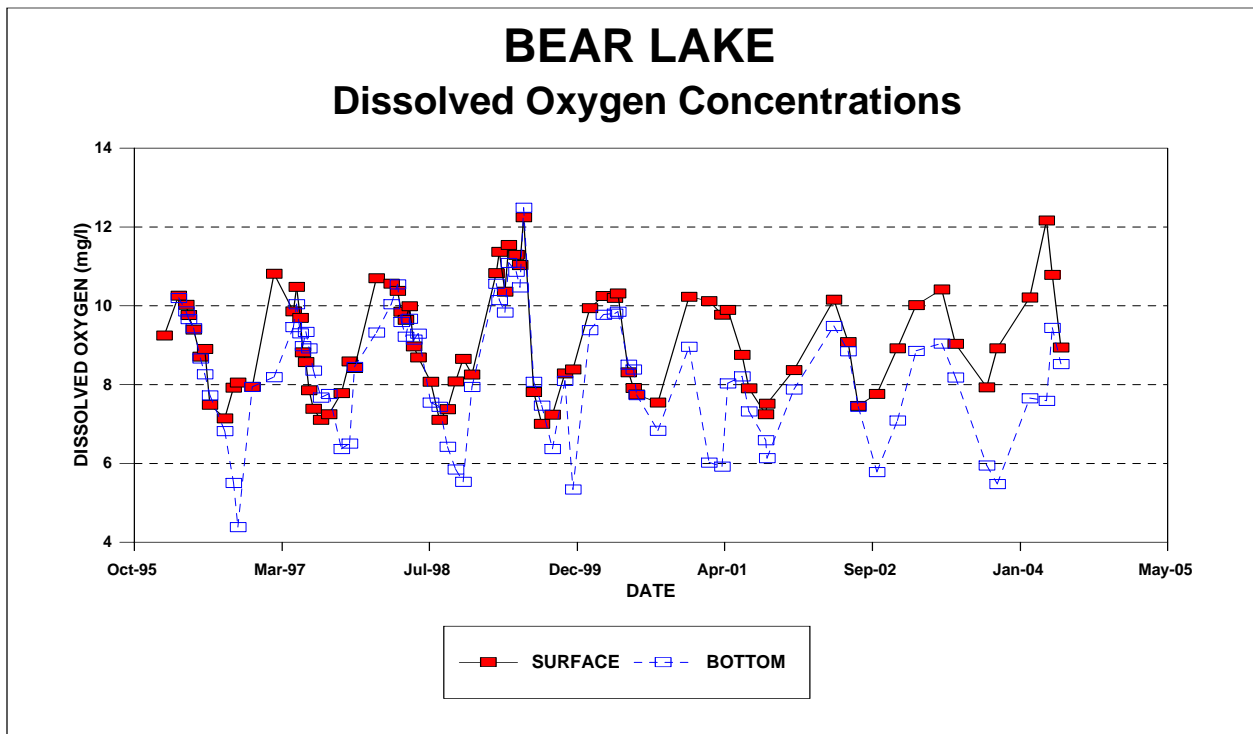 BEAR LAKE
Dissolved Oxygen Concentrations
14
12
10
8
6
4
DISSOLVED OXYGEN (mg/l)
Oct-95 Mar-97 Jul-98 Dec-99 Apr-01 Sep-02 Jan-04 May-05
DATE
SURFACE BOTTOM